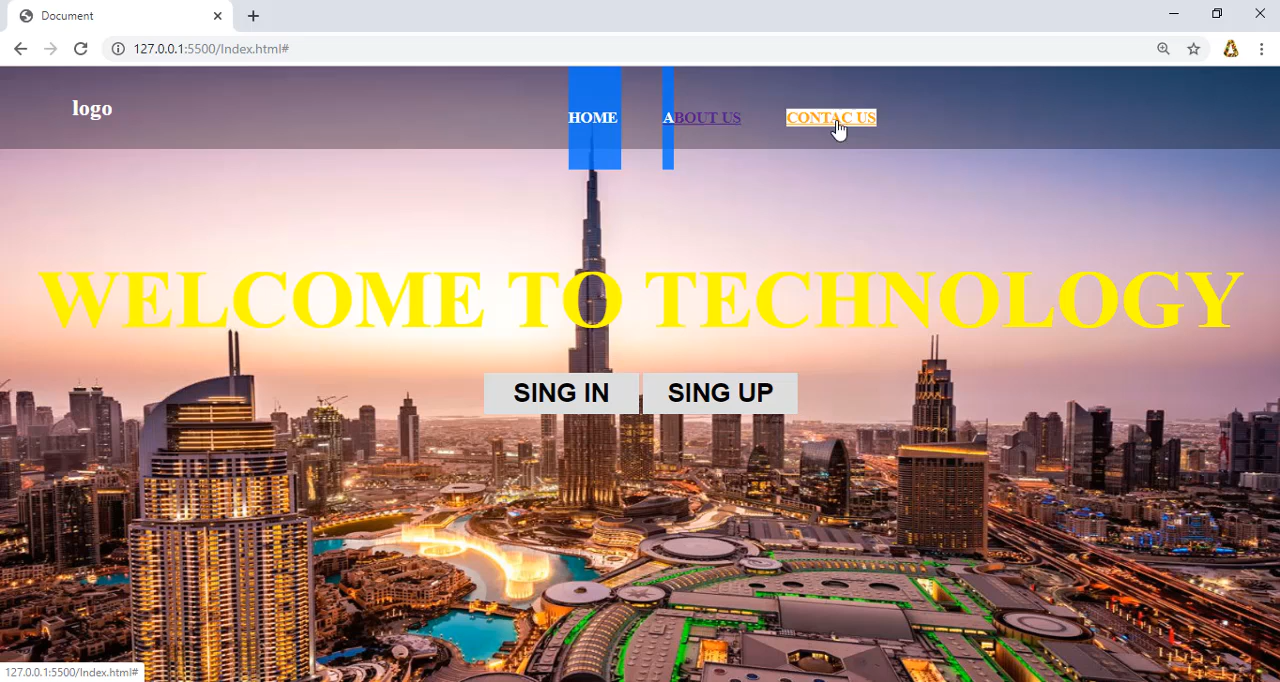 Document
127.0.0.1:5500/Index.html#
logo
HOME ABOUT US CONTAC US
WELCOME TO TECHNOLOGY
SING IN SING UP
127.0.0.1:5500/Index.html#